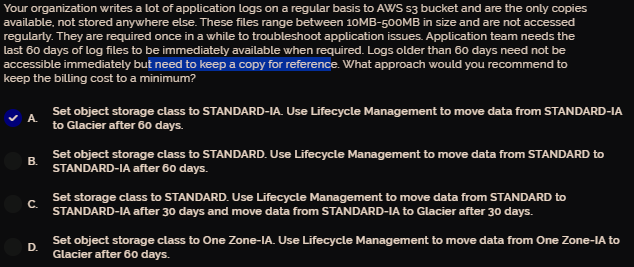 Your organization writes a lot of application logs on a regular basis to AWS s3 bucket and are the only copies
available, not stored anywhere else. These files range between 10MB-500MB in size and are not accessed
regularly. They are required once in a while to troubleshoot application issues. Application team needs the
last 60 days of log files to be immediately available when required. Logs older than 60 days need not be
accessible immediately but need to keep a copy for reference. What approach would you recommend to
keep the billing cost to a minimum?
A. Set object storage class to STANDARD-IA. Use Lifecycle Management to move data from STANDARD-IA
to Glacier after 60 days.
B. Set object storage class to STANDARD. Use Lifecycle Management to move data from STANDARD to
STANDARD-IA after 60 days.
C. Set storage class to STANDARD. Use Lifecycle Management to move data from STANDARD to
STANDARD-IA after 30 days and move data from STANDARD-IA to Glacier after 30 days.
D. Set object storage class to One Zone-IA. Use Lifecycle Management to move data from One Zone-IA to
Glacier after 60 days.